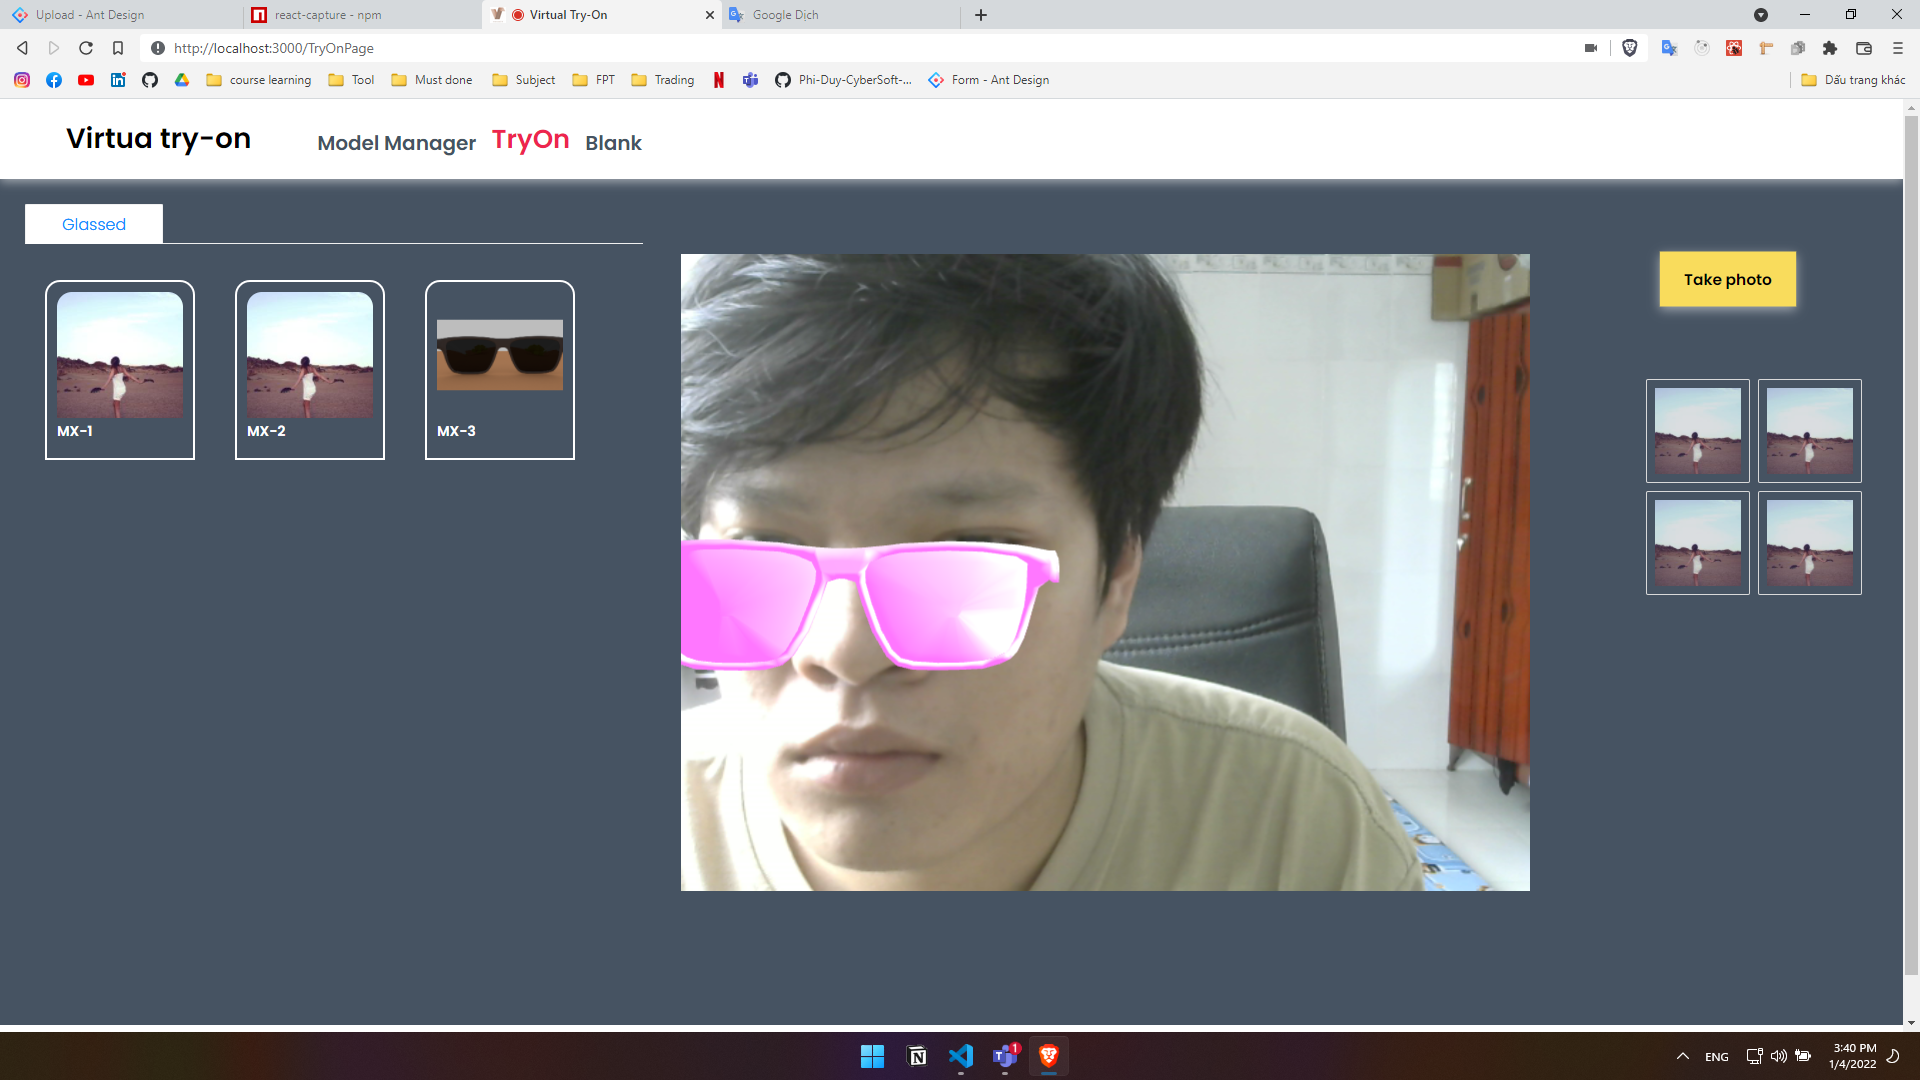 Upload - Ant Design
react-capture - npm
Virtual Try-On
Google Dịch
http://localhost:3000/TryOnPage
course learning
Tool
Must done
Subject
FPT
Trading
Phi-Duy-CyberSoft-...
Form - Ant Design
Dấu trang khác
Virtua try-on
Model Manager
TryOn
Blank
Glassed
Take photo
MX-1
MX-2
MX-3
1
ENG
3:40 PM
1/4/2022